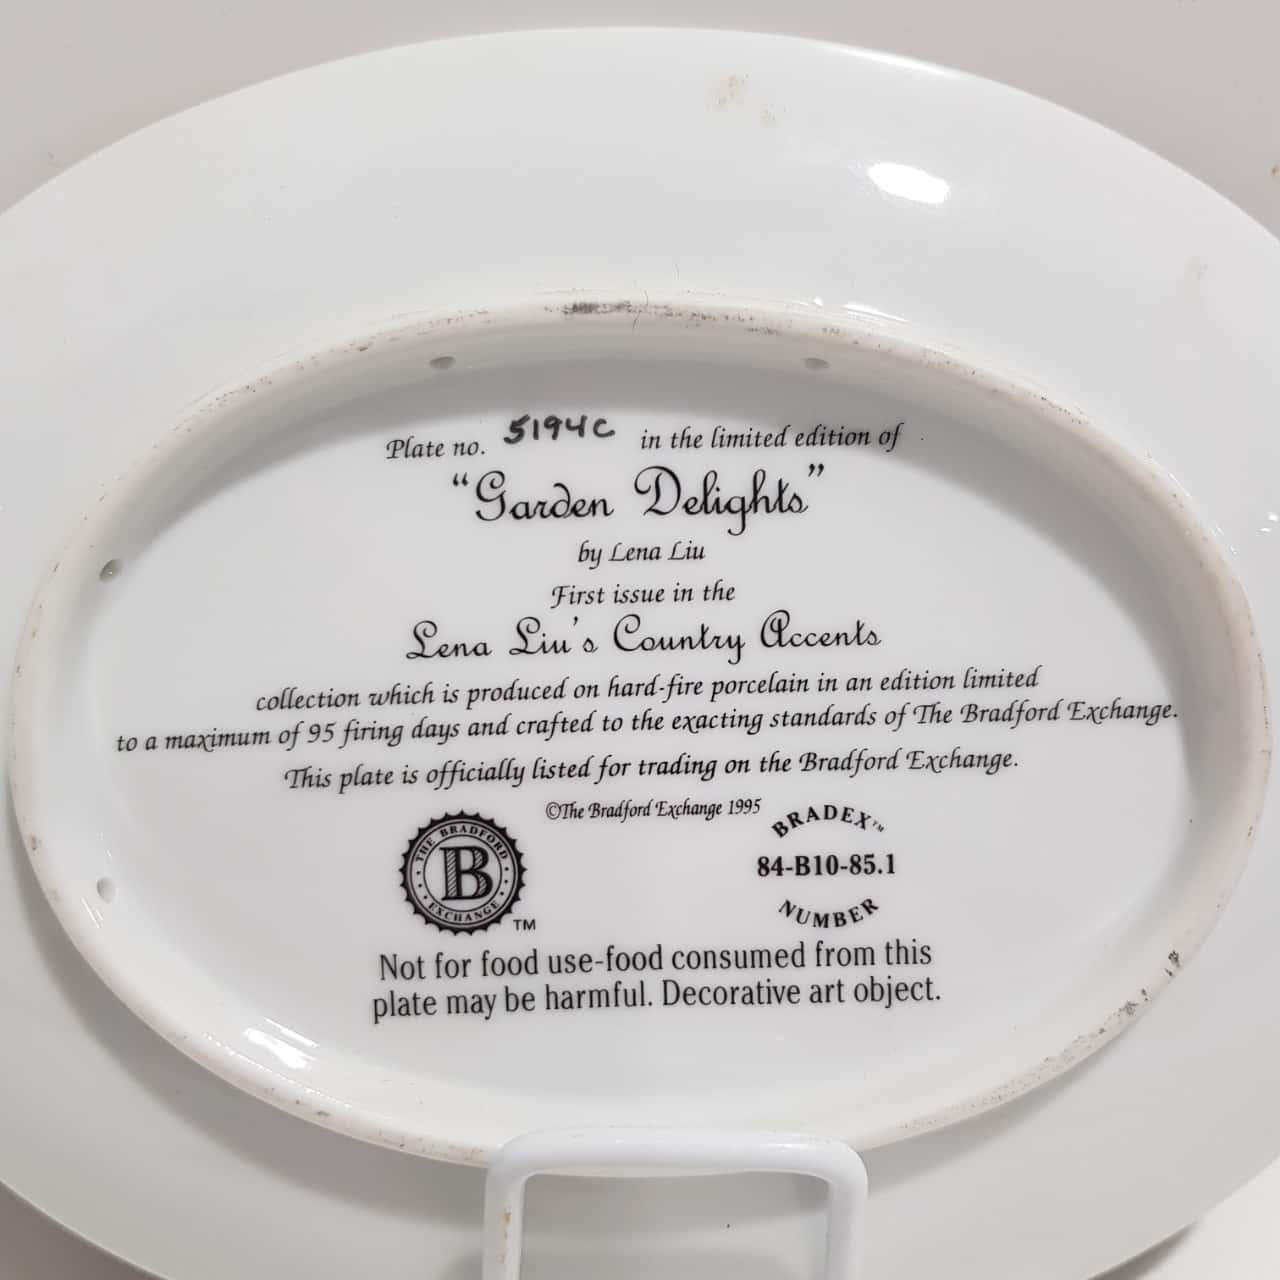 Plate no. 5194C in the limited edition of
“Garden Delights”
by Lena Liu
First issue in the
Lena Liu's Country Accents
collection which is produced on hard-fire porcelain in an edition limited
to a maximum of 95 firing days and crafted to the exacting standards of The Bradford Exchange.
This plate is officially listed for trading on the Bradford Exchange.
©The Bradford Exchange 1995
THE BRADFORD
B
EXCHANGE
TM
BRADEX™
84-B10-85.1
NUMBER
Not for food use-food consumed from this
plate may be harmful. Decorative art object.